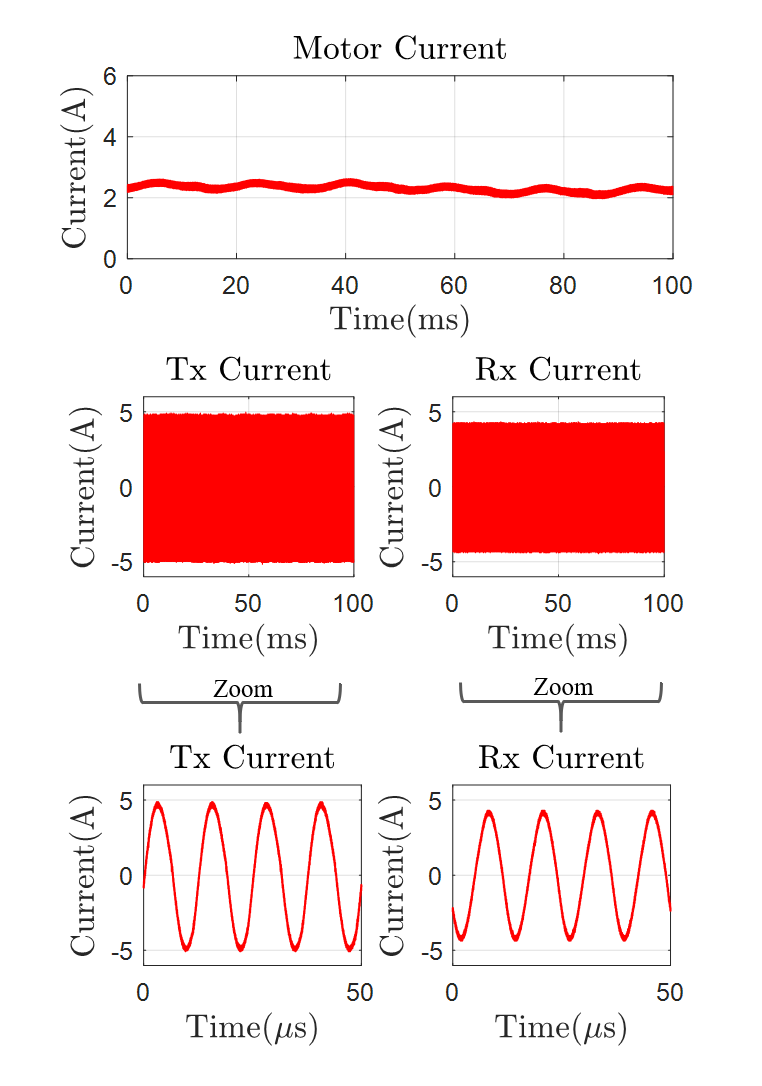 Motor Current
6
4
2
0
Current(A)
0 20 40 60 80 100
Time(ms)
Tx Current Rx Current
5 5
0 0
-5 -5
Current(A) Current(A)
0 50 100 0 50 100
Time(ms) Time(ms)
Zoom Zoom
Tx Current Rx Current
5 5
0 0
-5 -5
Current(A) Current(A)
0 50 0 50
Time(μs) Time(μs)